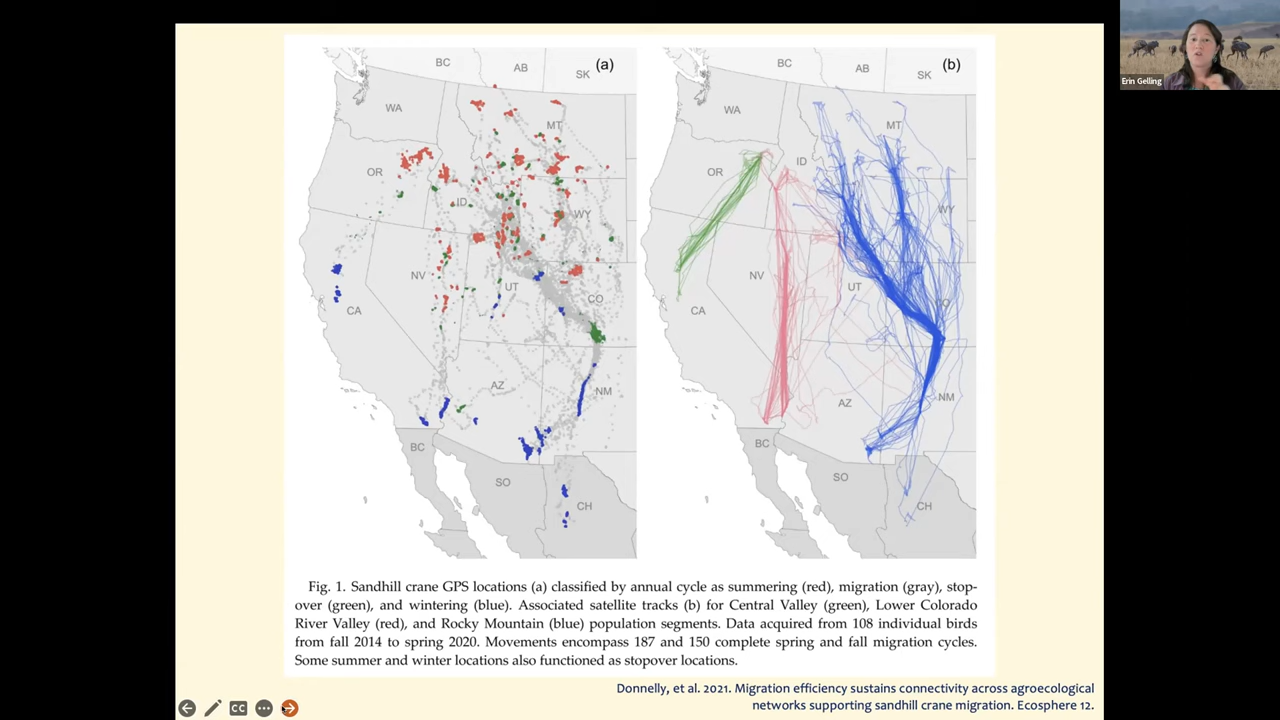 (a)
BC
AB
SK
WA
MT
OR
ID
WY
NV
UT
CO
CA
AZ
NM
BC
SO
CH
(b)
BC
AB
SK
WA
MT
OR
ID
WY
NV
UT
CO
CA
AZ
NM
BC
SO
CH
Erin Gelling
Fig. 1. Sandhill crane GPS locations (a) classified by annual cycle as summering (red), migration (gray), stop-
over (green), and wintering (blue). Associated satellite tracks (b) for Central Valley (green), Lower Colorado
River Valley (red), and Rocky Mountain (blue) population segments. Data acquired from 108 individual birds
from fall 2014 to spring 2020. Movements encompass 187 and 150 complete spring and fall migration cycles.
Some summer and winter locations also functioned as stopover locations.
Donnelly, et al. 2021. Migration efficiency sustains connectivity across agroecological
networks supporting sandhill crane migration. Ecosphere 12.
CC